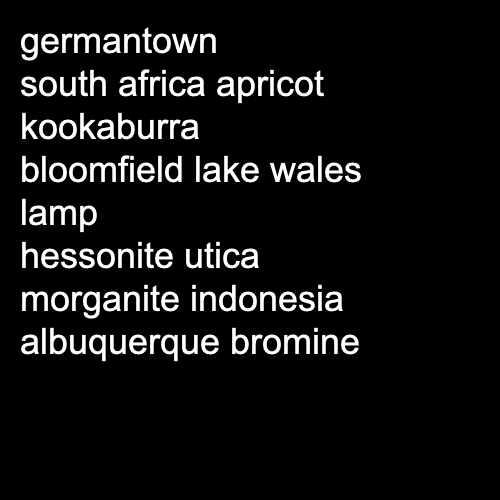 germantown
south africa apricot
kookaburra
bloomfield lake wales
lamp
hessonite utica
morganite indonesia
albuquerque bromine